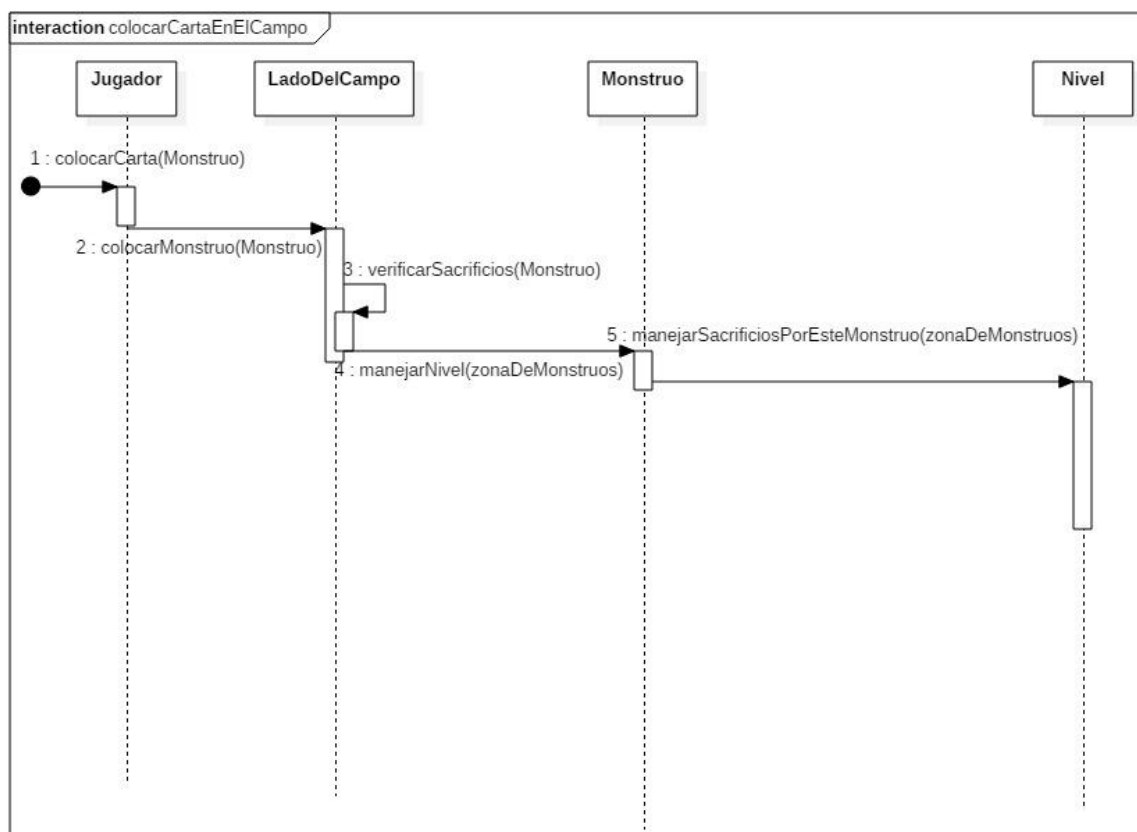 interaction colocarCartaEnElCampo
Jugador
LadoDelCampo
Monstruo
Nivel
1 : colocarCarta(Monstruo)
2 : colocarMonstruo(Monstruo)
3 : verificarSacrificios(Monstruo)
5 : manejarSacrificiosPorEsteMonstruo(zonaDeMonstruos)
4 : manejarNivel(zonaDeMonstruos)